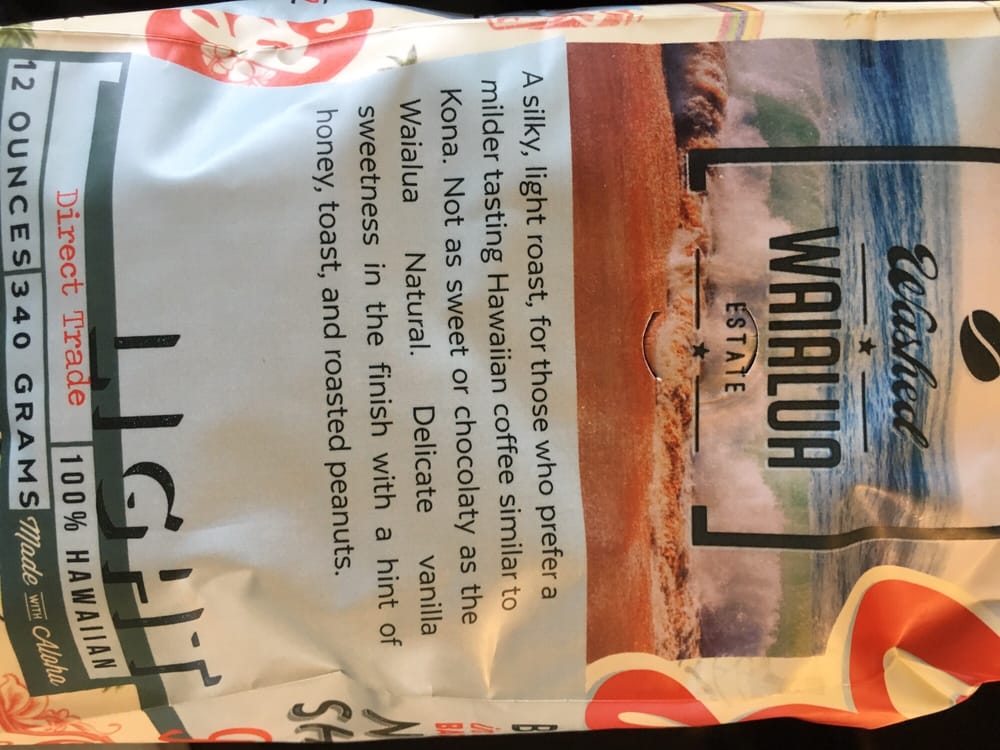 Washed
WAIALUA
ESTATE
A silky, light roast, for those who prefer a
milder tasting Hawaiian coffee similar to
Kona. Not as sweet or chocolaty as the
Waialua Natural. Delicate vanilla
sweetness in the finish with a hint of
honey, toast, and roasted peanuts.
LIGHT
Direct Trade
100% HAWAIIAN
12 OUNCES 340 GRAMS
Made WITH Aloha